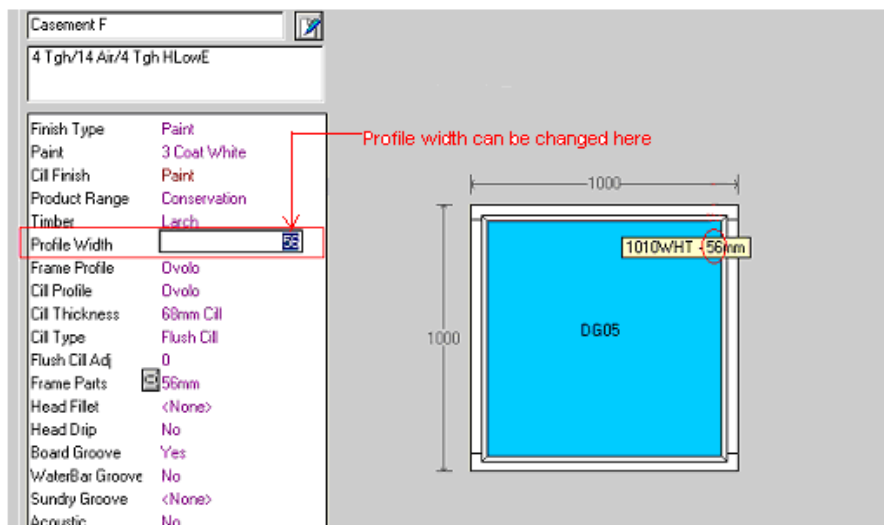 Casement F
4 Tgh/14 Air/4 Tgh HLowE
Finish Type Paint
Paint 3 Coat White
Cill Finish Paint
Product Range Conservation
Timber Larch
Profile Width 56
Frame Profile Ovolo
Cill Profile Ovolo
Cill Thickness 68mm Cill
Cill Type Flush Cill
Flush Cill Adj 0
Frame Parts 56mm
Head Fillet <None>
Head Drip No
Board Groove Yes
WaterBar Groove No
Sundry Groove <None>
Acoustic No
Profile width can be changed here
1000
1010WHT - 56mm
1000
DG05